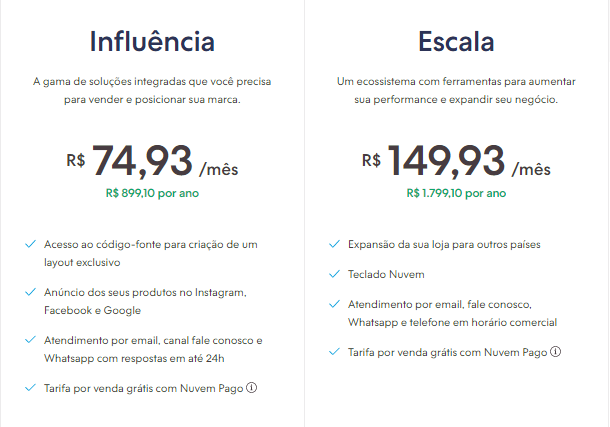 Influência
A gama de soluções integradas que você precisa
para vender e posicionar sua marca.
R$ 74,93 /mês
R$ 899,10 por ano
Acesso ao código-fonte para criação de um
layout exclusivo
Anúncio dos seus produtos no Instagram,
Facebook e Google
Atendimento por email, canal fale conosco e
Whatsapp com respostas em até 24h
Tarifa por venda grátis com Nuvem Pago
Escala
Um ecossistema com ferramentas para aumentar
sua performance e expandir seu negócio.
R$ 149,93 /mês
R$ 1.799,10 por ano
Expansão da sua loja para outros países
Teclado Nuvem
Atendimento por email, fale conosco,
Whatsapp e telefone em horário comercial
Tarifa por venda grátis com Nuvem Pago